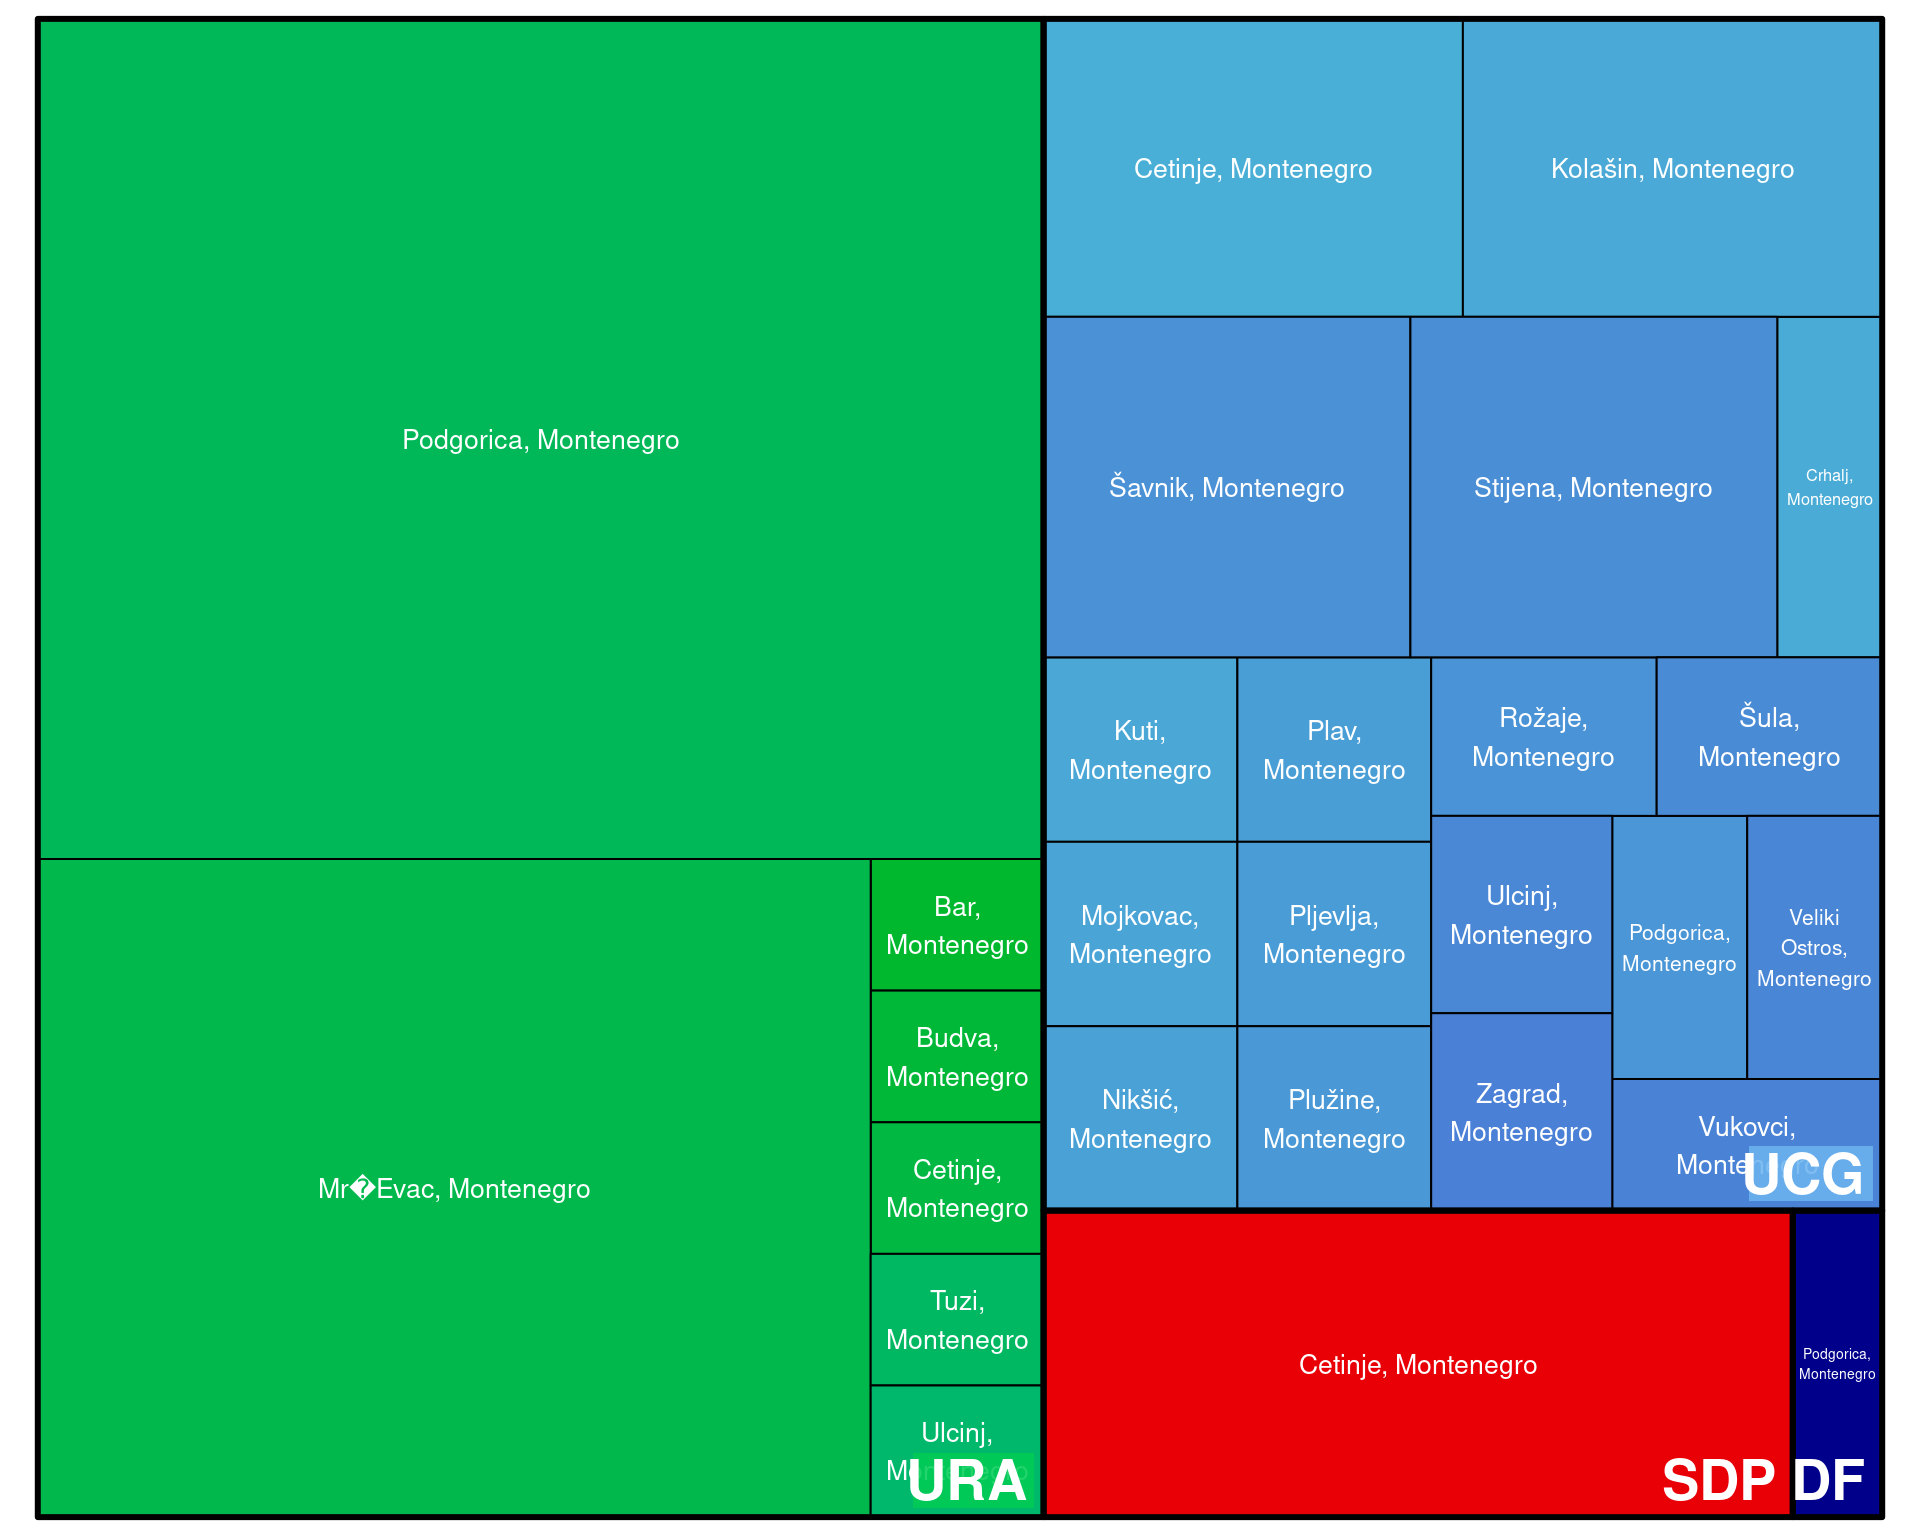 Podgorica, Montenegro
Mr�Evac, Montenegro
Bar,
Montenegro
Budva,
Montenegro
Cetinje,
Montenegro
Tuzi,
Montenegro
Ulcinj,
Montenegro
URA
Cetinje, Montenegro
Kolašin, Montenegro
Šavnik, Montenegro
Stijena, Montenegro
Crhalj,
Montenegro
Kuti,
Montenegro
Plav,
Montenegro
Rožaje,
Montenegro
Šula,
Montenegro
Mojkovac,
Montenegro
Pljevlja,
Montenegro
Ulcinj,
Montenegro
Podgorica,
Montenegro
Veliki
Ostros,
Montenegro
Nikšić,
Montenegro
Plužine,
Montenegro
Zagrad,
Montenegro
Vukovci,
Montenegro
UCG
Cetinje, Montenegro
SDP
Podgorica,
Montenegro
DF